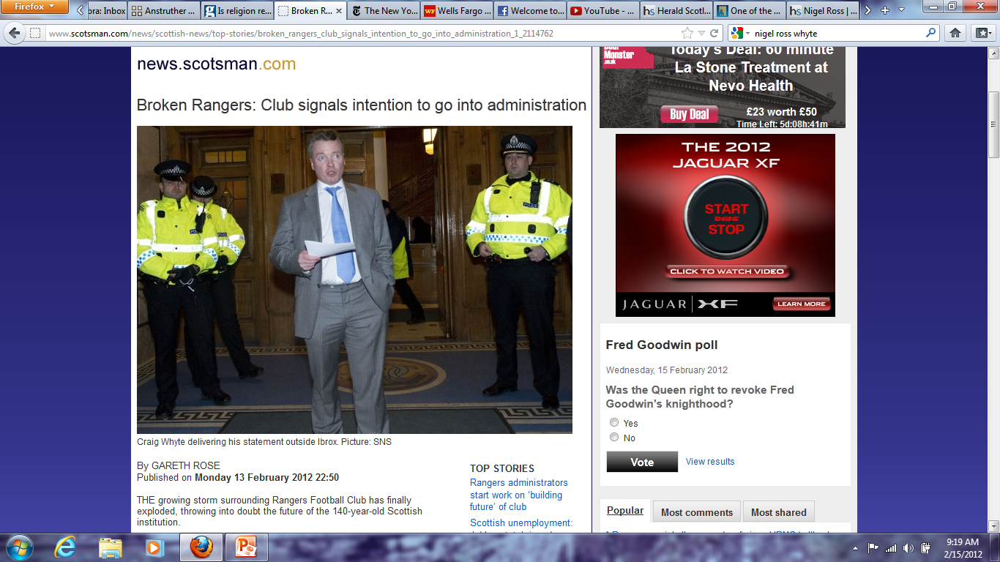 Firefox
ora: Inbox
Anstruther ...
Is religion re...
Broken R...
The New Yo...
Wells Fargo ...
Welcome to...
YouTube - ...
Herald Scotl...
One of the ...
Nigel Ross | ...
www.scotsman.com/news/scottish-news/top-stories/broken_rangers_club_signals_intention_to_go_into_administration_1_2114762
nigel ross whyte
news.scotsman.com
Broken Rangers: Club signals intention to go into administration
POLICE
Craig Whyte delivering his statement outside Ibrox. Picture: SNS
By GARETH ROSE
Published on Monday 13 February 2012 22:50
THE growing storm surrounding Rangers Football Club has finally
exploded, throwing into doubt the future of the 140-year-old Scottish
institution.
TOP STORIES
Rangers administrators
start work on ‘building
future’ of club
Scottish unemployment:
Monster
.co.uk
Today's Deal: 60 minute
La Stone Treatment at
Nevo Health
Buy Deal
£23 worth £50
Time Left: 5d:08h:41m
THE 2012
JAGUAR XF
START
ENGINE
STOP
CLICK TO WATCH VIDEO
JAGUAR XF
LEARN MORE
Fred Goodwin poll
Wednesday, 15 February 2012
Was the Queen right to revoke Fred
Goodwin’s knighthood?
Yes
No
Vote
View results
Popular
Most comments
Most shared
9:19 AM
2/15/2012